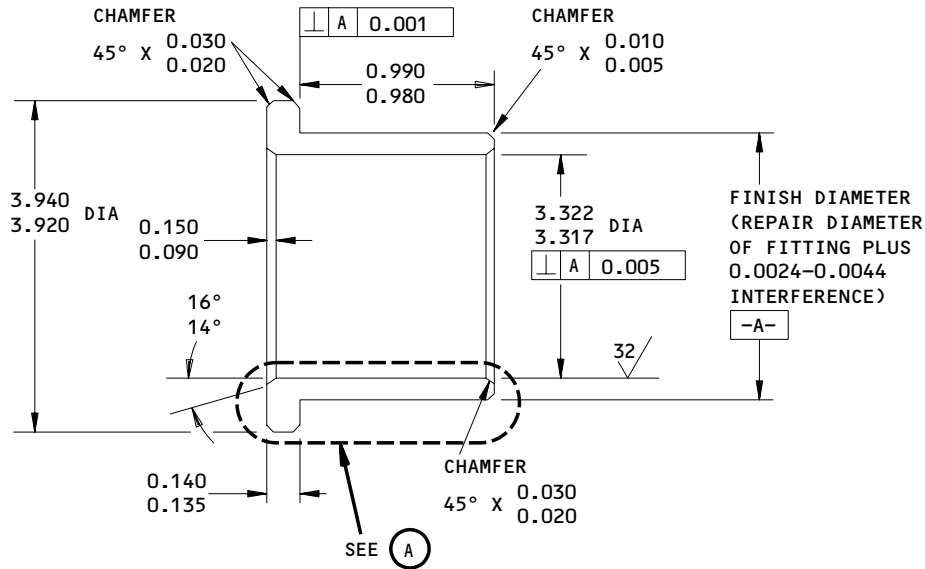 CHAMFER
45° X 0.030
0.020
⊥ A 0.001
CHAMFER
45° X 0.010
0.005
0.990
0.980
3.940
3.920 DIA
0.150
0.090
3.322
3.317 DIA
⊥ A 0.005
FINISH DIAMETER
(REPAIR DIAMETER
OF FITTING PLUS
0.0024–0.0044
INTERFERENCE)
–A–
16°
14°
32
CHAMFER
45° X 0.030
0.020
0.140
0.135
SEE A